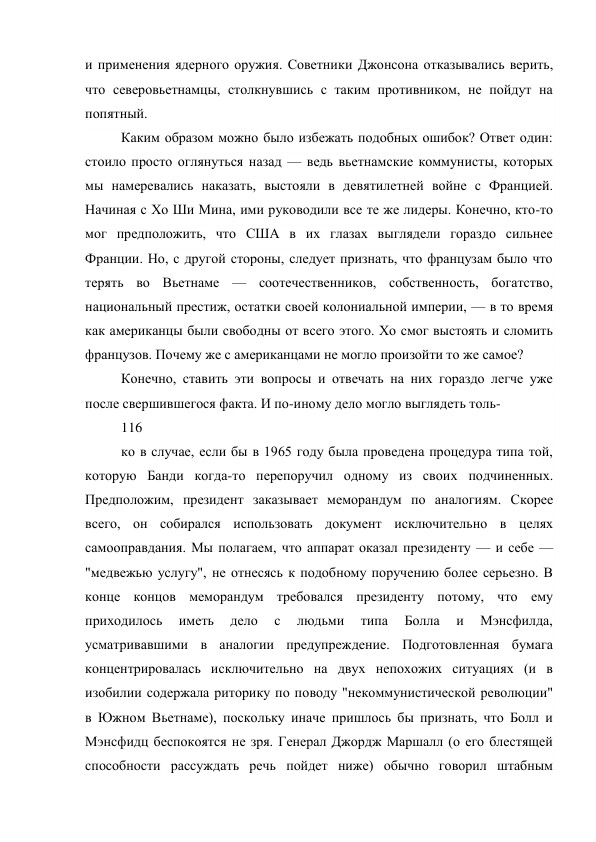 и применения ядерного оружия. Советники Джонсона отказывались верить,
что северовьетнамцы, столкнувшись с таким противником, не пойдут на
попятный.
Каким образом можно было избежать подобных ошибок? Ответ один:
стоило просто оглянуться назад — ведь вьетнамские коммунисты, которых
мы намеревались наказать, выстояли в девятилетней войне с Францией.
Начиная с Хо Ши Мина, ими руководили все те же лидеры. Конечно, кто-то
мог предположить, что США в их глазах выглядели гораздо сильнее
Франции. Но, с другой стороны, следует признать, что французам было что
терять во Вьетнаме — соотечественников, собственность, богатство,
национальный престиж, остатки своей колониальной империи, — в то время
как американцы были свободны от всего этого. Хо смог выстоять и сломить
французов. Почему же с американцами не могло произойти то же самое?
Конечно, ставить эти вопросы и отвечать на них гораздо легче уже
после свершившегося факта. И по-иному дело могло выглядеть толь-
116
ко в случае, если бы в 1965 году была проведена процедура типа той,
которую Банди когда-то перепоручил одному из своих подчиненных.
Предположим, президент заказывает меморандум по аналогиям. Скорее
всего, он собирался использовать документ исключительно в целях
самооправдания. Мы полагаем, что аппарат оказал президенту — и себе —
"медвежью услугу", не отнесясь к подобному поручению более серьезно. В
конце концов меморандум требовался президенту потому, что ему
приходилось иметь дело с людьми типа Болла и Мэнсфилда,
усматривавшими в аналогии предупреждение. Подготовленная бумага
концентрировалась исключительно на двух непохожих ситуациях (и в
изобилии содержала риторику по поводу "некоммунистической революции"
в Южном Вьетнаме), поскольку иначе пришлось бы признать, что Болл и
Мэнсфидц беспокоятся не зря. Генерал Джордж Маршалл (о его блестящей
способности рассуждать речь пойдет ниже) обычно говорил штабным